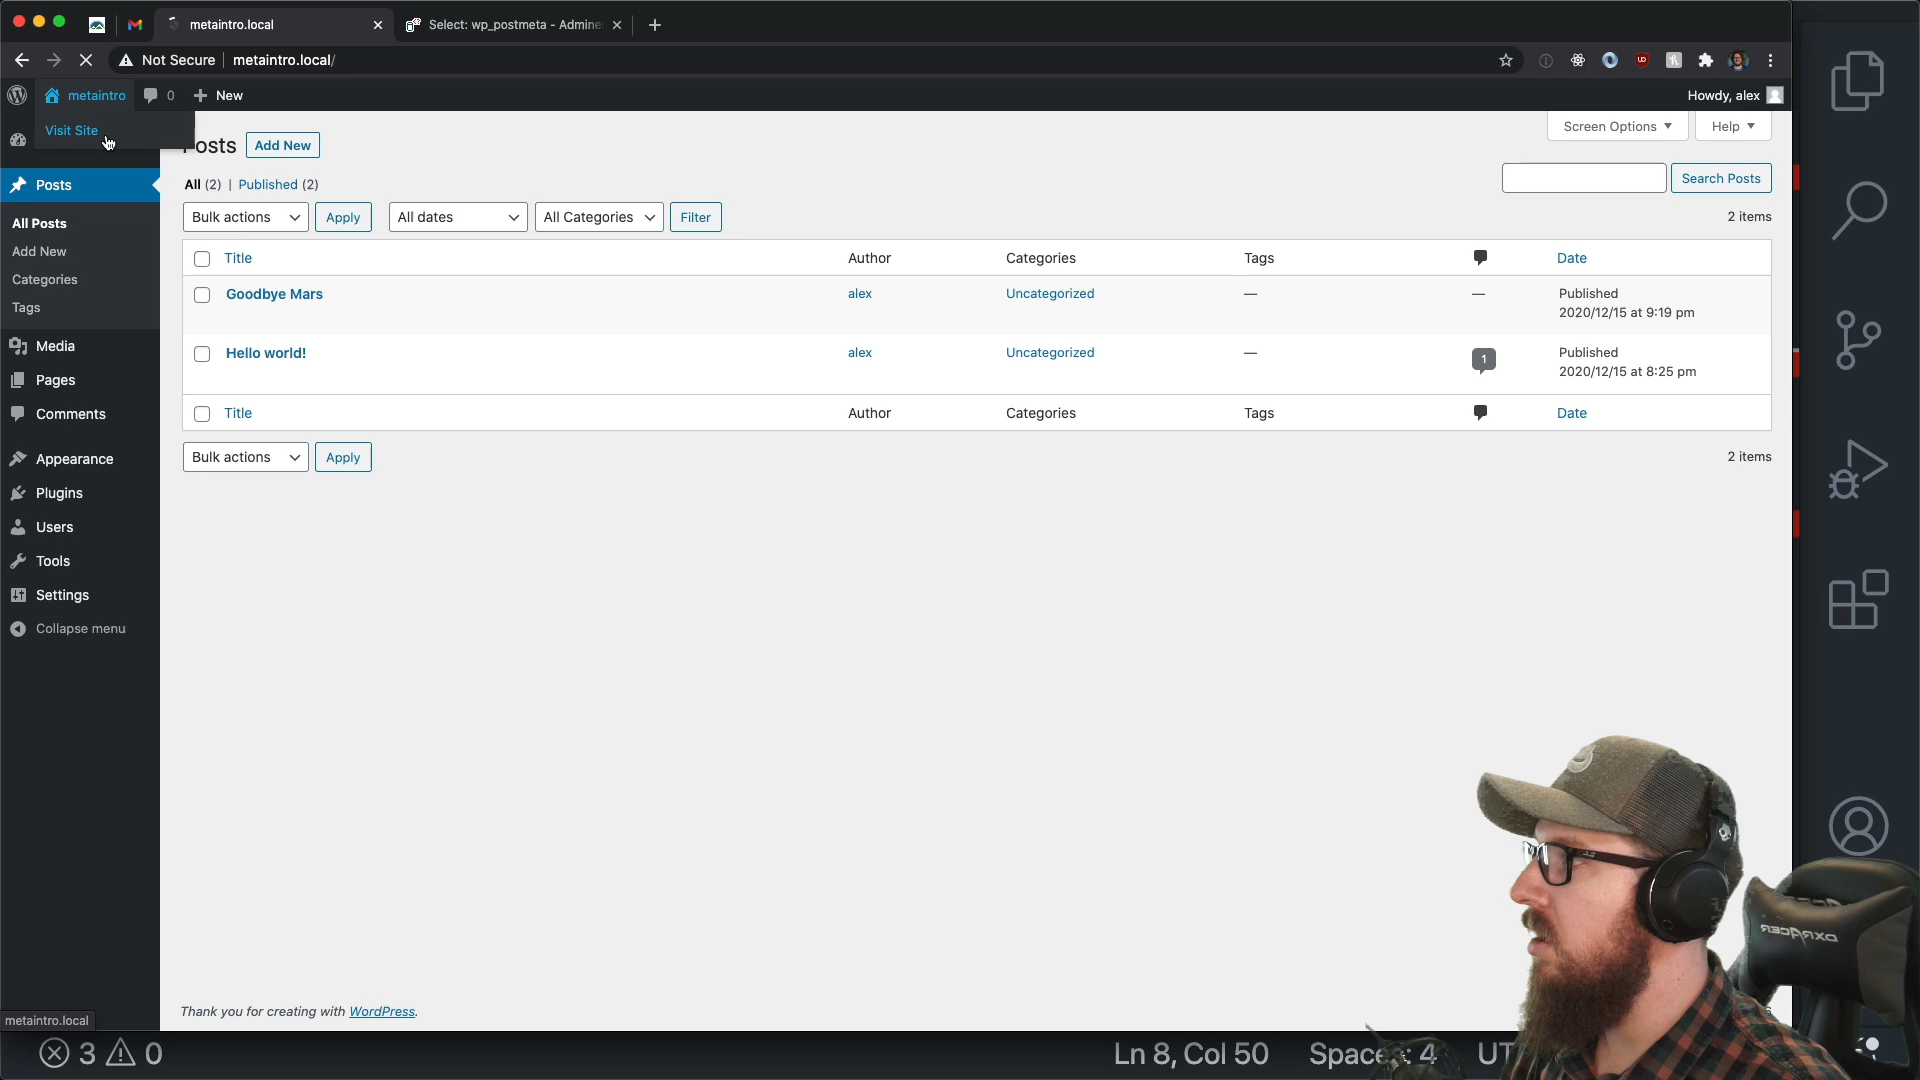 metaintro.local
Select: wp_postmeta - Admine
Not Secure
metaintro.local/
metaintro
0
New
Howdy, alex
Visit Site
Posts
All Posts
Add New
Categories
Tags
Media
Pages
Comments
Appearance
Plugins
Users
Tools
Settings
Collapse menu
osts
Add New
Screen Options
Help
All (2) | Published (2)
Search Posts
Bulk actions
Apply
All dates
All Categories
Filter
2 items
Title Author Categories Tags Date
Goodbye Mars alex Uncategorized — — Published
2020/12/15 at 9:19 pm
Hello world! alex Uncategorized — 1 Published
2020/12/15 at 8:25 pm
Title Author Categories Tags Date
Bulk actions
Apply
2 items
Thank you for creating with WordPress.
metaintro.local
3 0
Ln 8, Col 50
4
UT